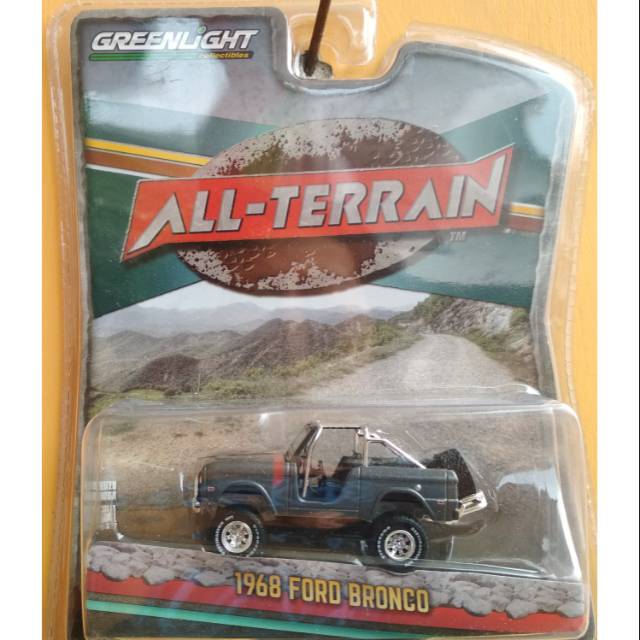 GREENLIGHT
collectibles
ALL-TERRAIN
TM
1968 FORD BRONCO